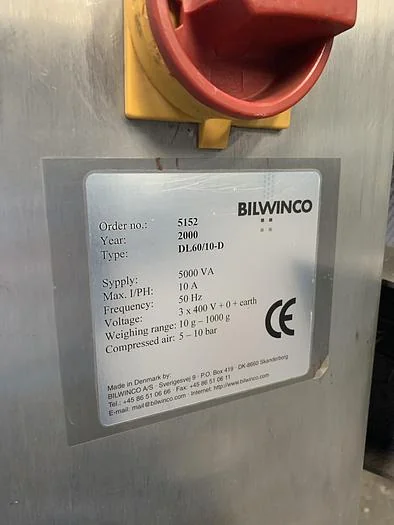 BILWINCO
Order no.: 5152
Year: 2000
Type: DL60/10-D
Sypply: 5000 VA
Max. I/PH: 10 A
Frequency: 50 Hz
Voltage: 3 x 400 V + 0 + earth
Weighing range: 10 g – 1000 g
Compressed air: 5 – 10 bar
CE
Made in Denmark by:
BILWINCO A/S · Sverigesvej 9 · P.O. Box 419 · DK-8660 Skanderborg
Tel.: +45 86 51 06 66 · Fax: +45 86 51 06 11
E-mail: mail@bilwinco.com · Internet: http://www.bilwinco.com